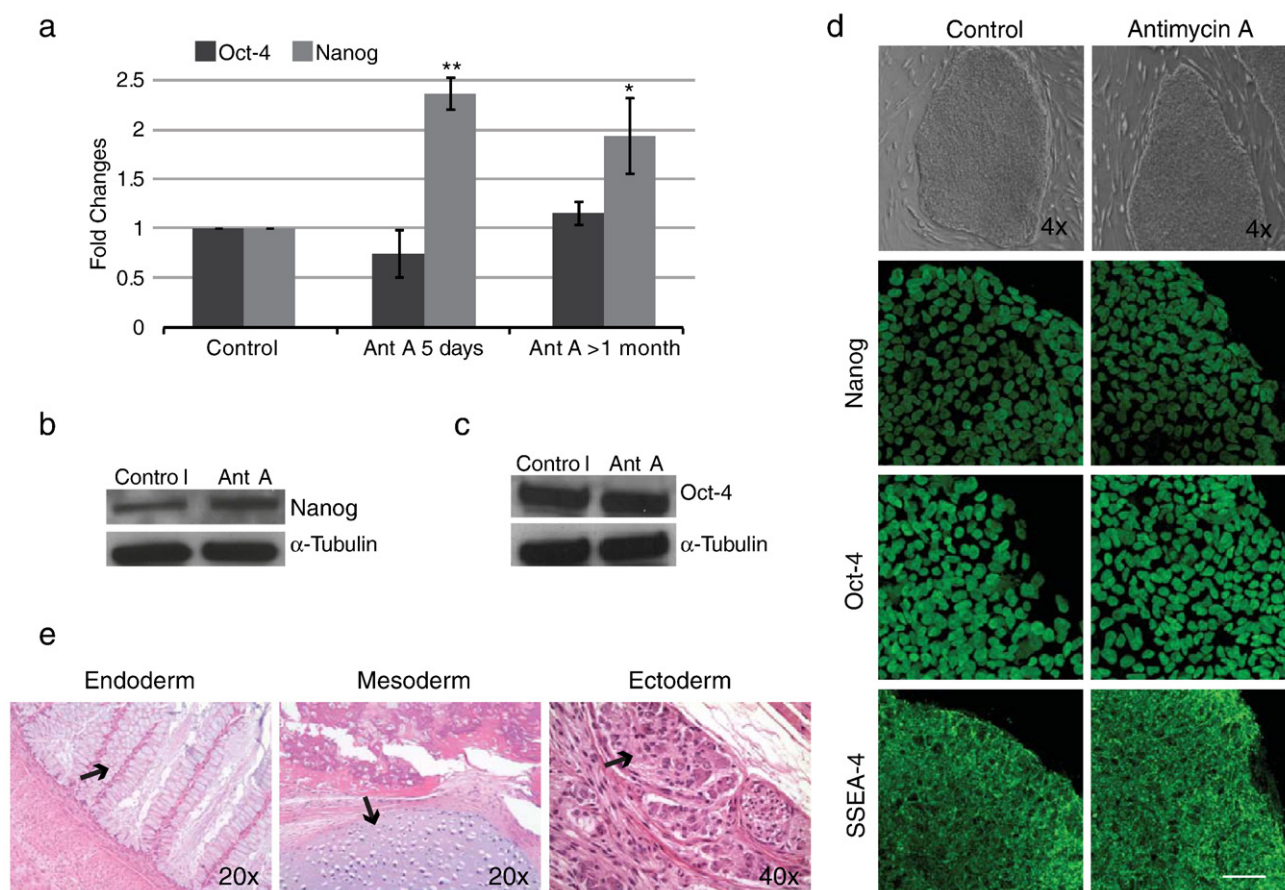 a
Oct-4 Nanog
Fold Changes
2.5
2
1.5
1
0.5
0
**
*
Control Ant A 5 days Ant A >1 month
b
Control Ant A
Nanog
α-Tubulin
c
Control Ant A
Oct-4
α-Tubulin
d
Control Antimycin A
4x 4x
Nanog
Oct-4
SSEA-4
e
Endoderm Mesoderm Ectoderm
20x 20x 40x